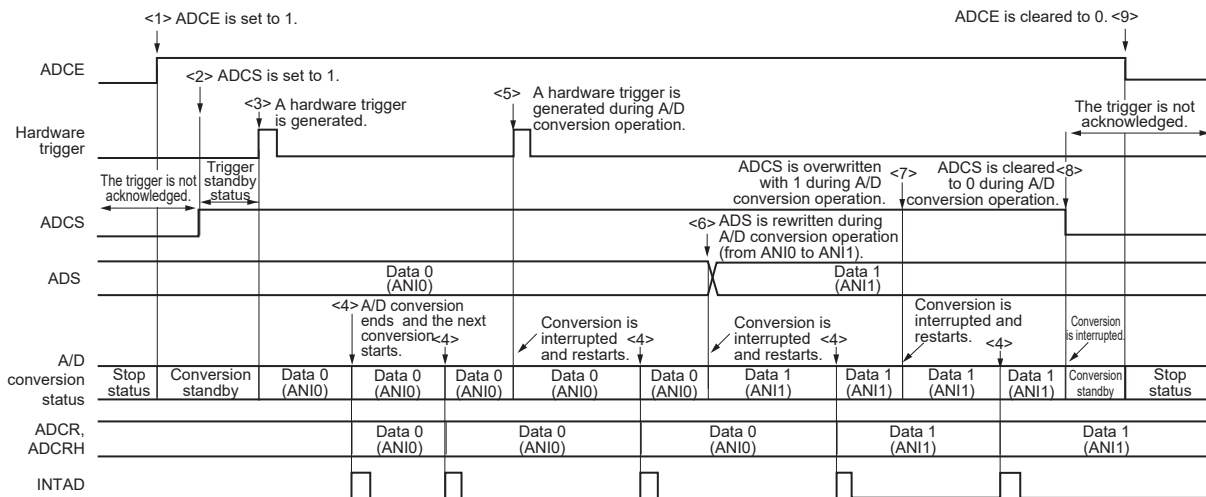 <1> ADCE is set to 1.
ADCE is cleared to 0. <9>
ADCE
<2> ADCS is set to 1.
<3> A hardware trigger
is generated.
<5> A hardware trigger is
generated during A/D
conversion operation.
The trigger is not
acknowledged.
Hardware
trigger
The trigger is not
acknowledged.
Trigger
standby
status
ADCS is overwritten
with 1 during A/D
conversion operation.
<7>
ADCS is cleared
to 0 during A/D
conversion operation.
<8>
ADCS
<6> ADS is rewritten during
A/D conversion operation
(from ANI0 to ANI1).
ADS
Data 0
(ANI0)
Data 1
(ANI1)
<4> A/D conversion
ends and the next
conversion
starts.
<4>
Conversion is
interrupted
and restarts.
<4>
Conversion is
interrupted
and restarts.
<4>
Conversion is
interrupted and
restarts.
<4>
Conversion
is interrupted.
A/D
conversion
status
Stop
status
Conversion
standby
Data 0
(ANI0)
Data 0
(ANI0)
Data 0
(ANI0)
Data 0
(ANI0)
Data 0
(ANI0)
Data 1
(ANI1)
Data 1
(ANI1)
Data 1
(ANI1)
Data 1
(ANI1)
Conversion
standby
Stop
status
ADCR,
ADCRH
Data 0
(ANI0)
Data 0
(ANI0)
Data 0
(ANI0)
Data 1
(ANI1)
Data 1
(ANI1)
INTAD